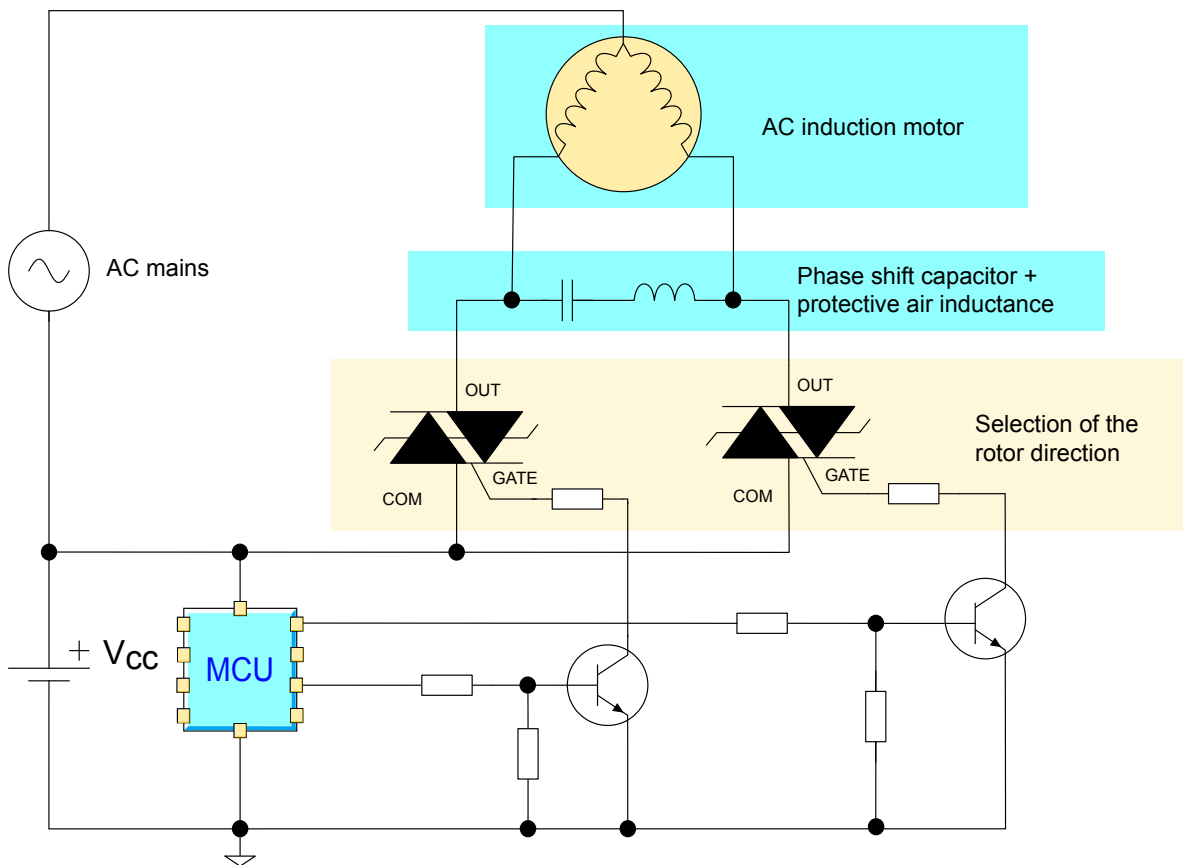 AC induction motor
AC mains
Phase shift capacitor +
protective air inductance
OUT
OUT
Selection of the
rotor direction
GATE
GATE
COM
COM
+ VCC
MCU